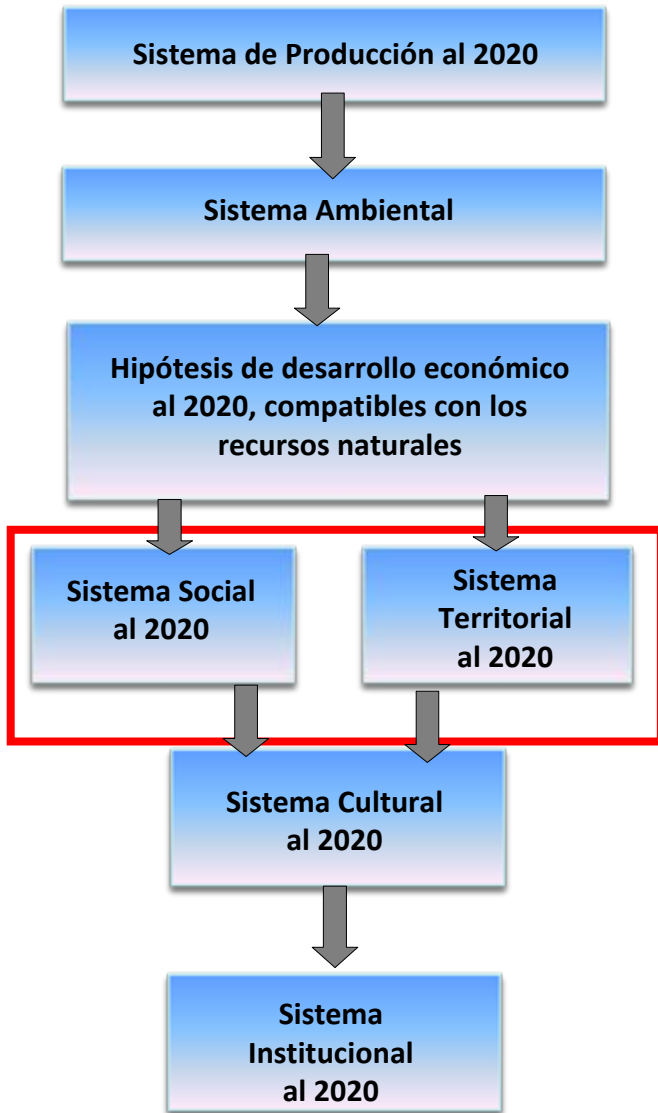 Sistema de Producción al 2020
Sistema Ambiental
Hipótesis de desarrollo económico
al 2020, compatibles con los
recursos naturales
Sistema Social
al 2020
Sistema
Territorial
al 2020
Sistema Cultural
al 2020
Sistema
Institucional
al 2020